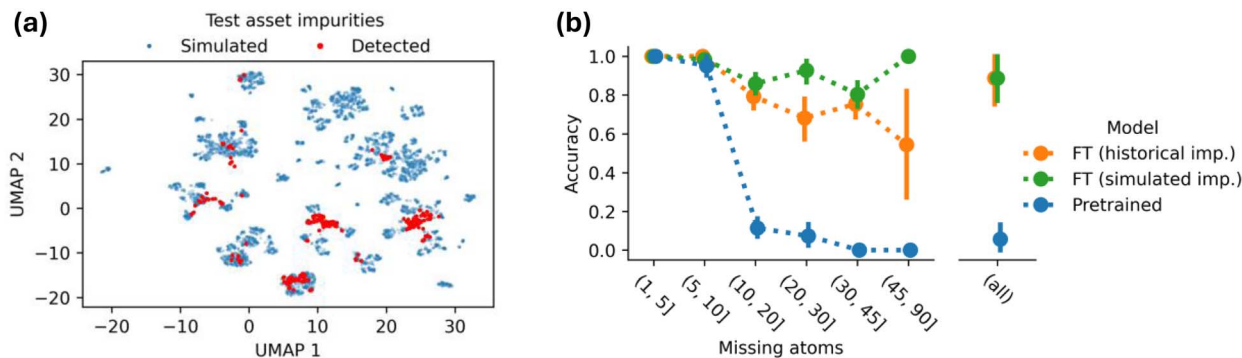 (a)
Test asset impurities
Simulated Detected
30
20
10
0
−10
−20
UMAP 2
−20 −10 0 10 20 30
UMAP 1
(b)
1.0
0.8
0.6
0.4
0.2
0.0
Accuracy
(1, 5]
(5, 10]
(10, 20]
(20, 30]
(30, 45]
(45, 90]
(all)
Missing atoms
Model
FT (historical imp.)
FT (simulated imp.)
Pretrained